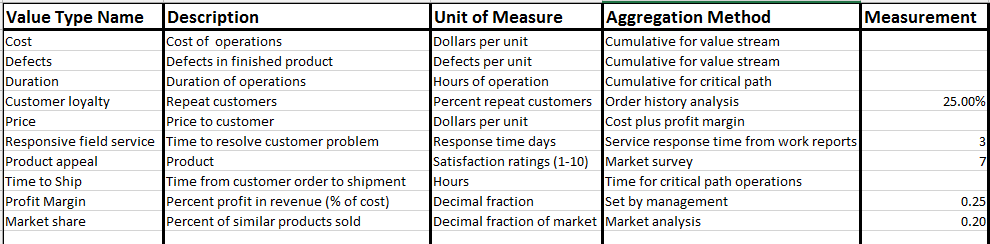 Value Type Name Description Unit of Measure Aggregation Method Measurement
Cost Cost of  operations Dollars per unit Cumulative for value stream
Defects Defects in finished product Defects per unit Cumulative for value stream
Duration Duration of operations Hours of operation Cumulative for critical path
Customer loyalty Repeat customers Percent repeat customers Order history analysis 25.00%
Price Price to customer Dollars per unit Cost plus profit margin
Responsive field service Time to resolve customer problem Response time days Service response time from work reports 3
Product appeal Product Satisfaction ratings (1-10) Market survey 7
Time to Ship Time from customer order to shipment Hours Time for critical path operations
Profit Margin Percent profit in revenue (% of cost) Decimal fraction Set by management 0.25
Market share Percent of similar products sold Decimal fraction of market Market analysis 0.20